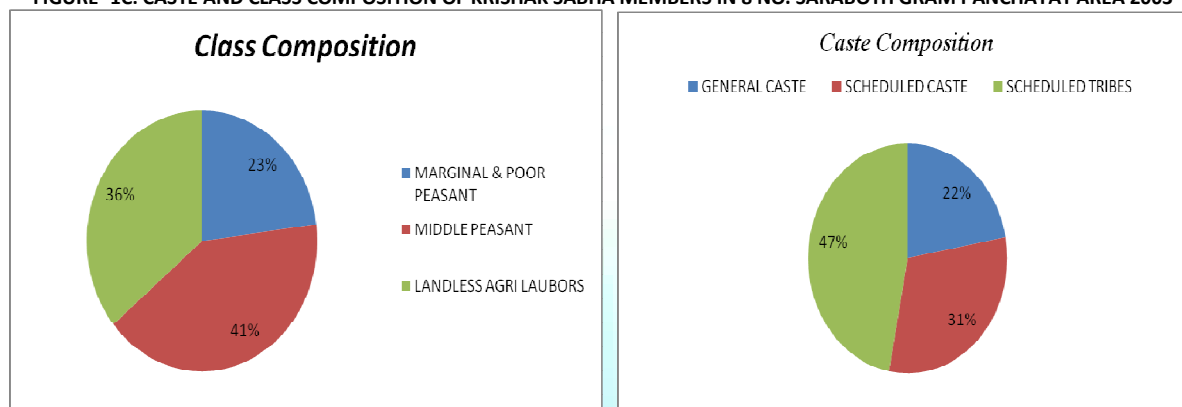 FIGURE -1C: CASTE AND CLASS COMPOSITION OF KRISHAK SABHA MEMBERS IN 8 NO. SARABOTH GRAM PANCHAYAT AREA 2003
Class Composition
23%
36%
41%
MARGINAL & POOR
PEASANT
MIDDLE PEASANT
LANDLESS AGRI LAUBORS
Caste Composition
GENERAL CASTE SCHEDULED CASTE SCHEDULED TRIBES
22%
47%
31%